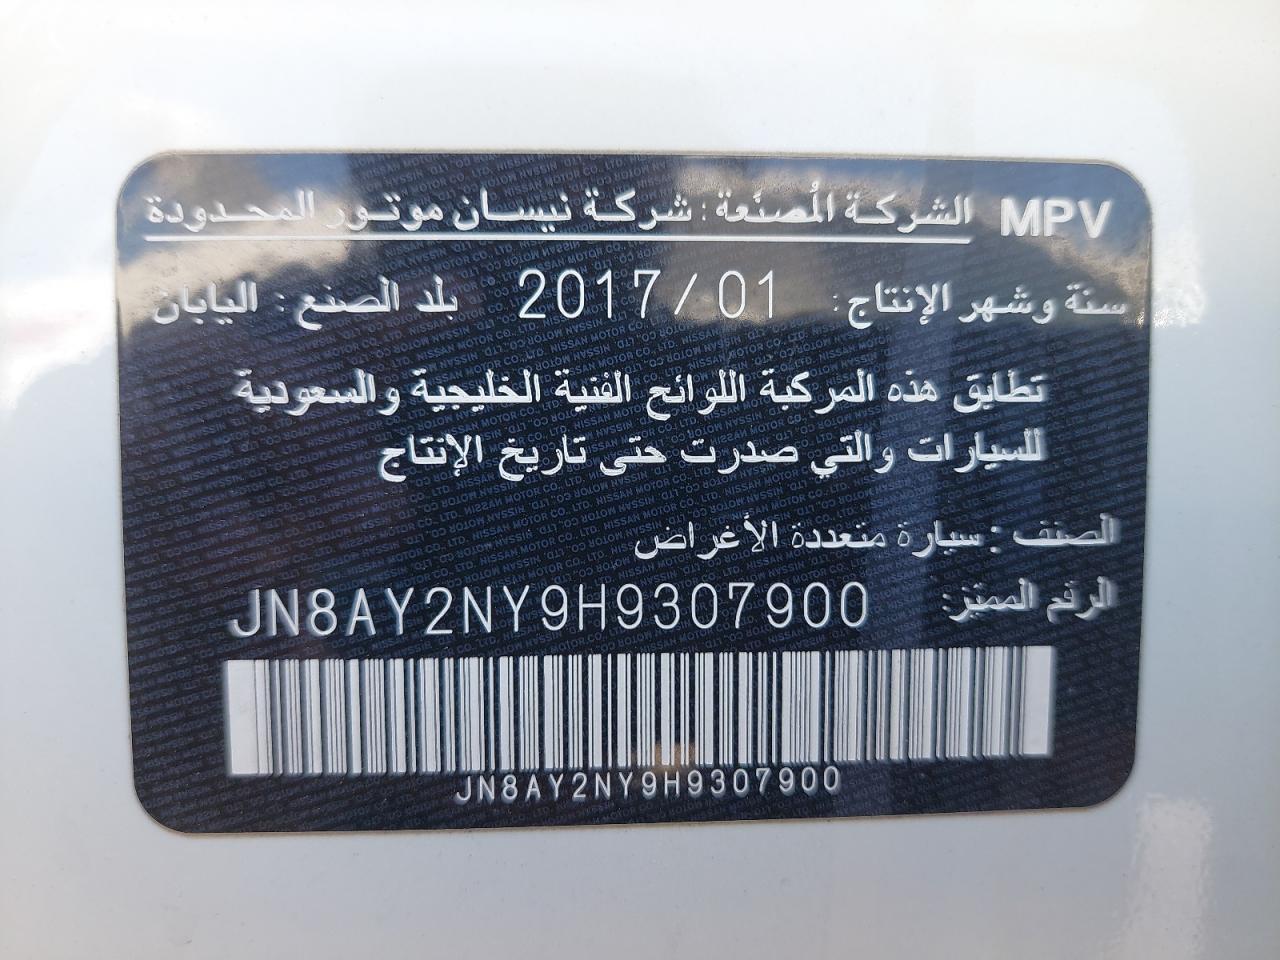 MPV الشركة المُصنَّعة: شركة نيسان موتور المحدودة
سنة وشهر الإنتاج: 2017/01 بلد الصنع: اليابان
تطابق هذه المركبة اللوائح الفنية الخليجية والسعودية
للسيارات والتي صدرت حتى تاريخ الإنتاج
الصنف: سيارة متعددة الأغراض
الرقم المميز: JN8AY2NY9H9307900
JN8AY2NY9H9307900